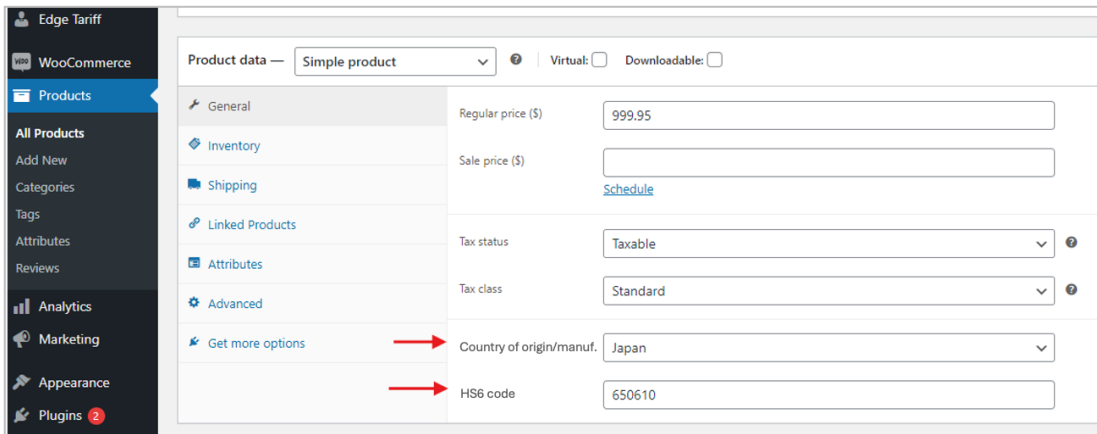 Edge Tariff
WOO
WooCommerce
Products
All Products
Add New
Categories
Tags
Attributes
Reviews
Analytics
Marketing
Appearance
Plugins 2
Product data — Simple product Virtual: Downloadable:
General
Inventory
Shipping
Linked Products
Attributes
Advanced
Get more options
Regular price ($) 999.95
Sale price ($)
Schedule
Tax status Taxable
Tax class Standard
Country of origin/manuf. Japan
HS6 code 650610